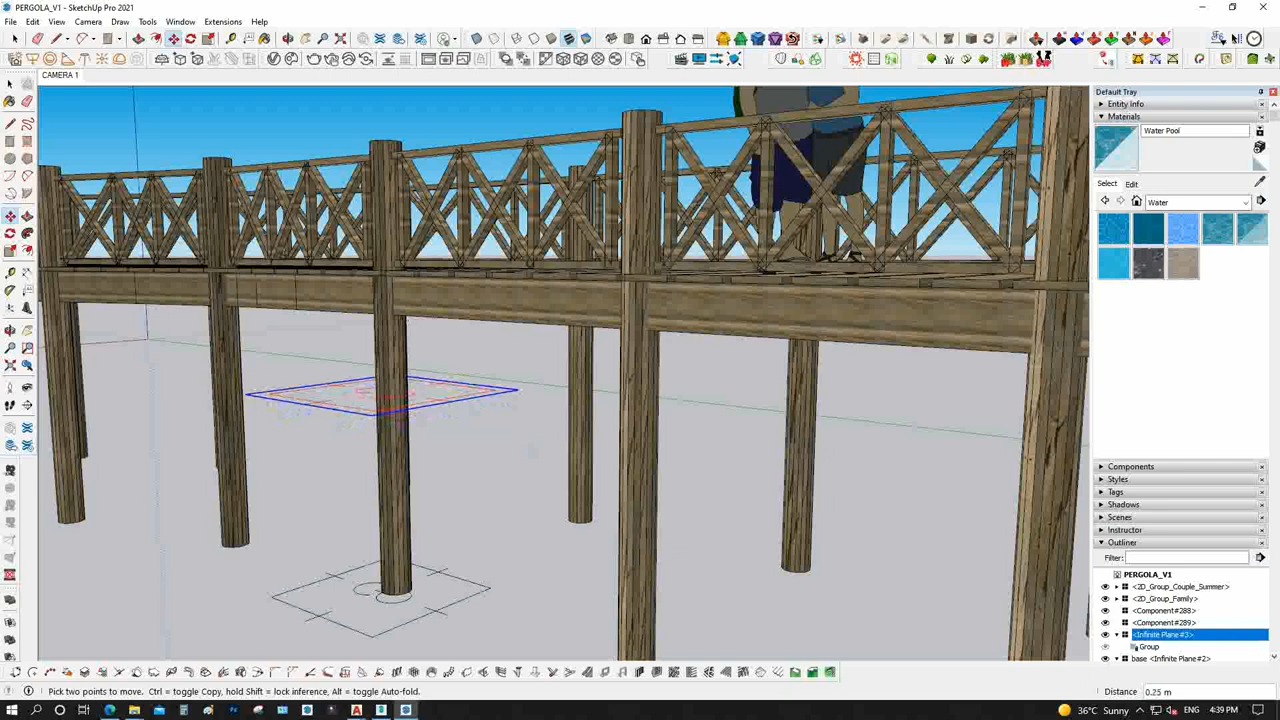 PERGOLA_V1 - SketchUp Pro 2021
File Edit View Camera Draw Tools Window Extensions Help
CAMERA 1
Default Tray
Entity Info
Materials
Water Pool
Select Edit
Water
Components
Styles
Tags
Shadows
Scenes
Instructor
Outliner
Filter:
PERGOLA_V1
<2D_Group_Couple_Summer>
<2D_Group_Family>
<Component#288>
<Component#289>
<Infinite Plane#3>
Group
base <Infinite Plane#2>
Pick two points to move. Ctrl = toggle Copy, hold Shift = lock inference, Alt = toggle Auto-fold.
Distance 0.25 m
36°C Sunny ENG 4:39 PM